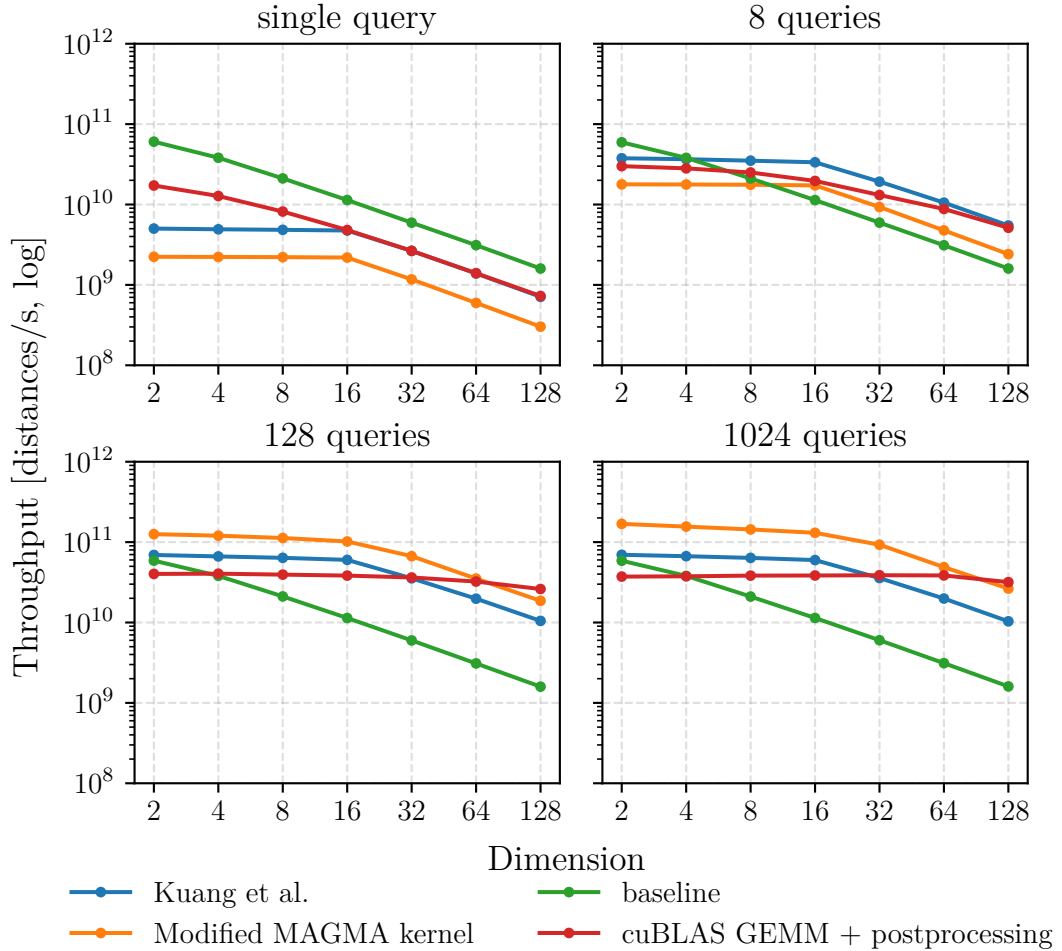 single query
8 queries
10^12
10^11
10^10
10^9
10^8
2 4 8 16 32 64 128
2 4 8 16 32 64 128
128 queries
1024 queries
10^12
10^11
10^10
10^9
10^8
2 4 8 16 32 64 128
2 4 8 16 32 64 128
Throughput [distances/s, log]
Dimension
Kuang et al.
baseline
Modified MAGMA kernel
cuBLAS GEMM + postprocessing